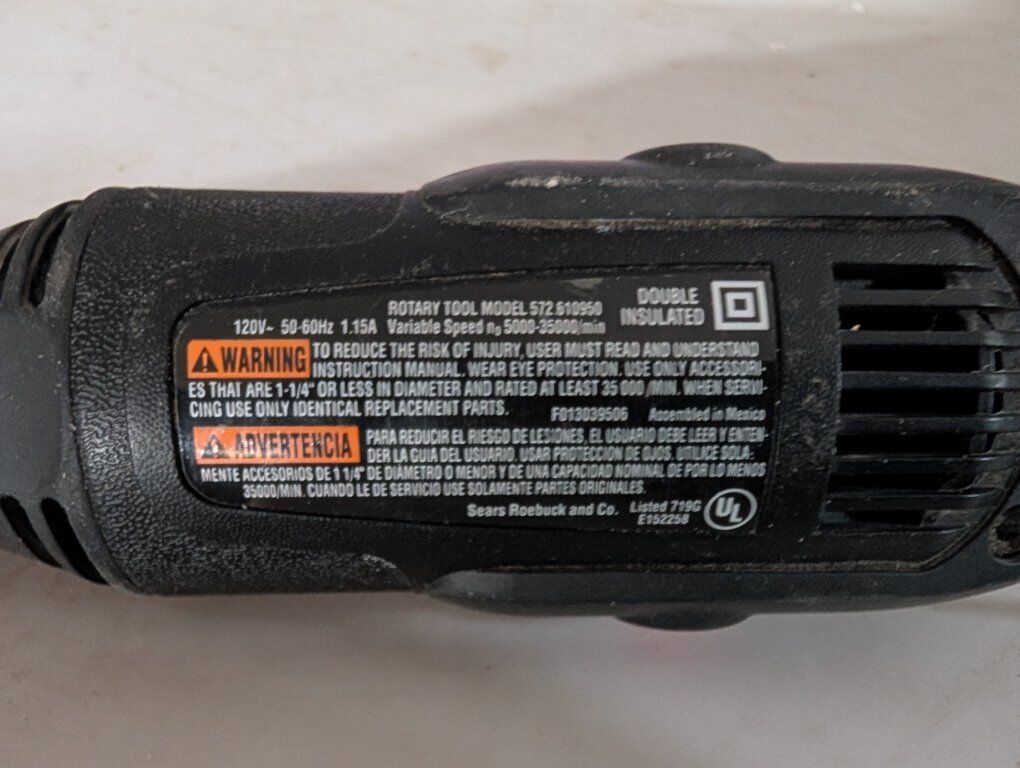 ROTARY TOOL MODEL 572.610950
120V~ 50-60Hz 1.15A Variable Speed n₀ 5000-35000/min
DOUBLE
INSULATED
WARNING
TO REDUCE THE RISK OF INJURY, USER MUST READ AND UNDERSTAND
INSTRUCTION MANUAL. WEAR EYE PROTECTION. USE ONLY ACCESSORI-
ES THAT ARE 1-1/4" OR LESS IN DIAMETER AND RATED AT LEAST 35 000 /MIN. WHEN SERVI-
CING USE ONLY IDENTICAL REPLACEMENT PARTS.
F013039506 Assembled in Mexico
ADVERTENCIA
PARA REDUCIR EL RIESGO DE LESIONES, EL USUARIO DEBE LEER Y ENTEN-
DER LA GUIA DEL USUARIO. USAR PROTECCION DE OJOS. UTILICE SOLA-
MENTE ACCESORIOS DE 1 1/4" DE DIAMETRO O MENOR Y DE UNA CAPACIDAD NOMINAL DE POR LO MENOS
35000/MIN. CUANDO LE DE SERVICIO USE SOLAMENTE PARTES ORIGINALES.
Sears Roebuck and Co.
Listed 719G
E152259
UL